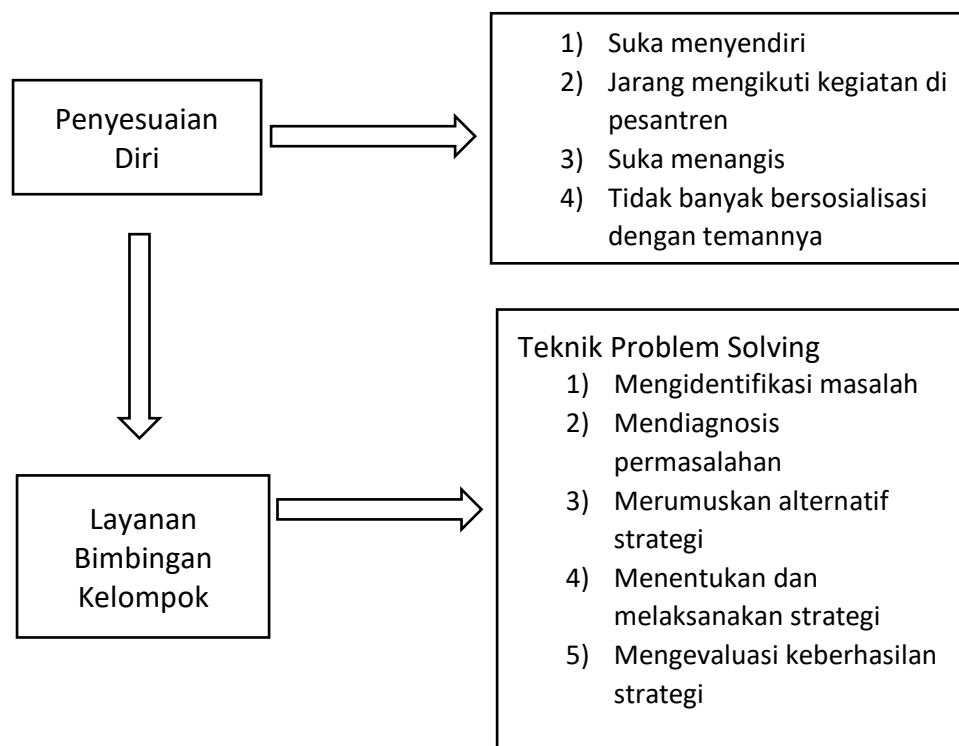 Penyesuaian
Diri
1) Suka menyendiri
2) Jarang mengikuti kegiatan di
pesantren
3) Suka menangis
4) Tidak banyak bersosialisasi
dengan temannya
Layanan
Bimbingan
Kelompok
Teknik Problem Solving
1) Mengidentifikasi masalah
2) Mendiagnosis
permasalahan
3) Merumuskan alternatif
strategi
4) Menentukan dan
melaksanakan strategi
5) Mengevaluasi keberhasilan
strategi